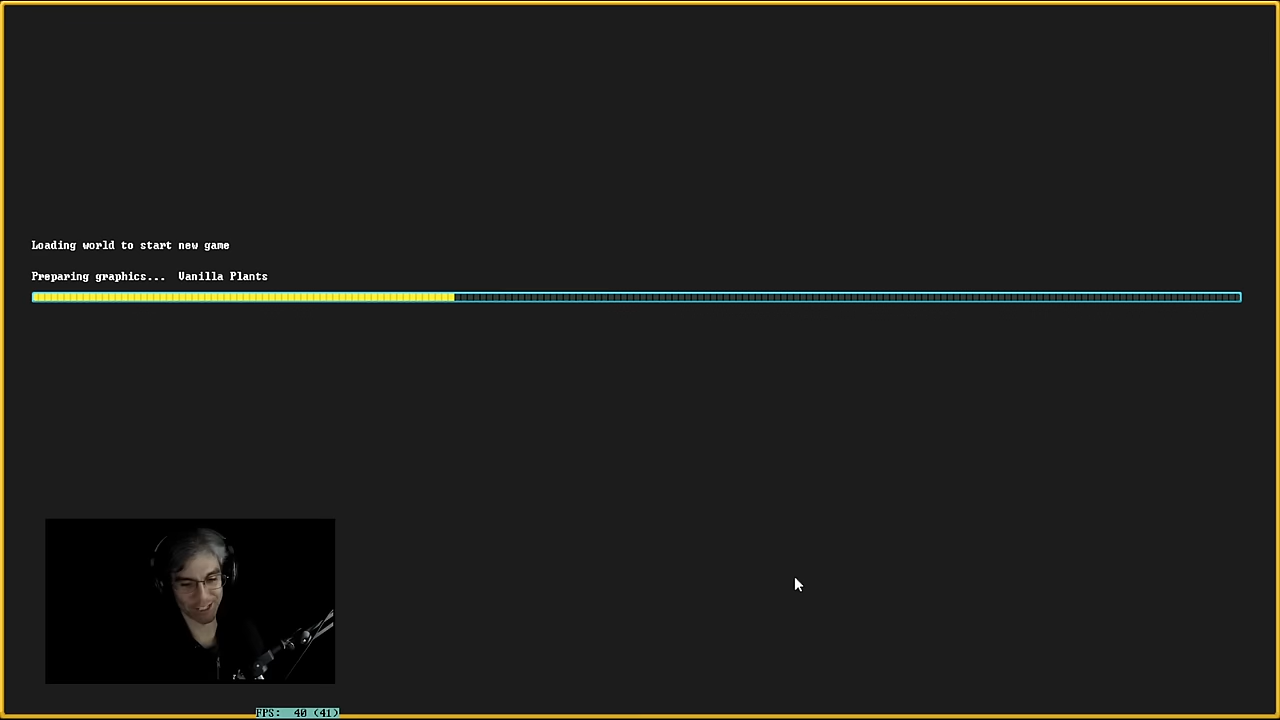 Loading world to start new game
Preparing graphics... Vanilla Plants
FPS: 40 (41)